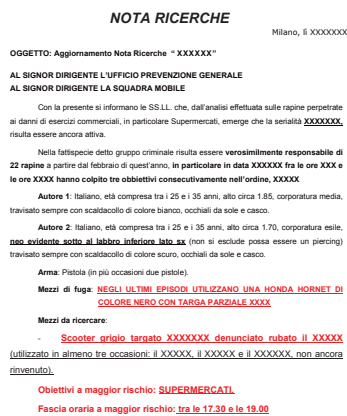 NOTA RICERCHE
Milano, lì XXXXXXX
OGGETTO: Aggiornamento Nota Ricerche “ XXXXXX”
AL SIGNOR DIRIGENTE L’UFFICIO PREVENZIONE GENERALE
AL SIGNOR DIRIGENTE LA SQUADRA MOBILE
Con la presente si informano le SS.LL. che, dall’analisi effettuata sulle rapine perpetrate
ai danni di esercizi commerciali, in particolare Supermercati, emerge che la serialità XXXXXXX,
risulta essere ancora attiva.
Nella fattispecie detto gruppo criminale risulta essere verosimilmente responsabile di
22 rapine a partire dal febbraio di quest’anno, in particolare in data XXXXXX fra le ore XXX e
le ore XXXX hanno colpito tre obbiettivi consecutivamente nell’ordine, XXXXX
Autore 1: Italiano, età compresa tra i 25 e i 35 anni, alto circa 1.85, corporatura media,
travisato sempre con scaldacollo di colore bianco, occhiali da sole e casco.
Autore 2: Italiano, età compresa tra i 25 e i 35 anni, alto circa 1.70, corporatura esile,
neo evidente sotto al labbro inferiore lato sx (non si esclude possa essere un piercing)
travisato sempre con scaldacollo di colore scuro, occhiali da sole e casco.
Arma: Pistola (in più occasioni due pistole).
Mezzi di fuga: NEGLI ULTIMI EPISODI UTILIZZANO UNA HONDA HORNET DI
COLORE NERO CON TARGA PARZIALE XXXX
Mezzi da ricercare:
- Scooter grigio targato XXXXXXX denunciato rubato il XXXXX
(utilizzato in almeno tre occasioni: il XXXXX, il XXXXX e il XXXXXX, non ancora
rinvenuto).
Obiettivi a maggior rischio: SUPERMERCATI.
Fascia oraria a maggior rischio: tra le 17.30 e le 19.00